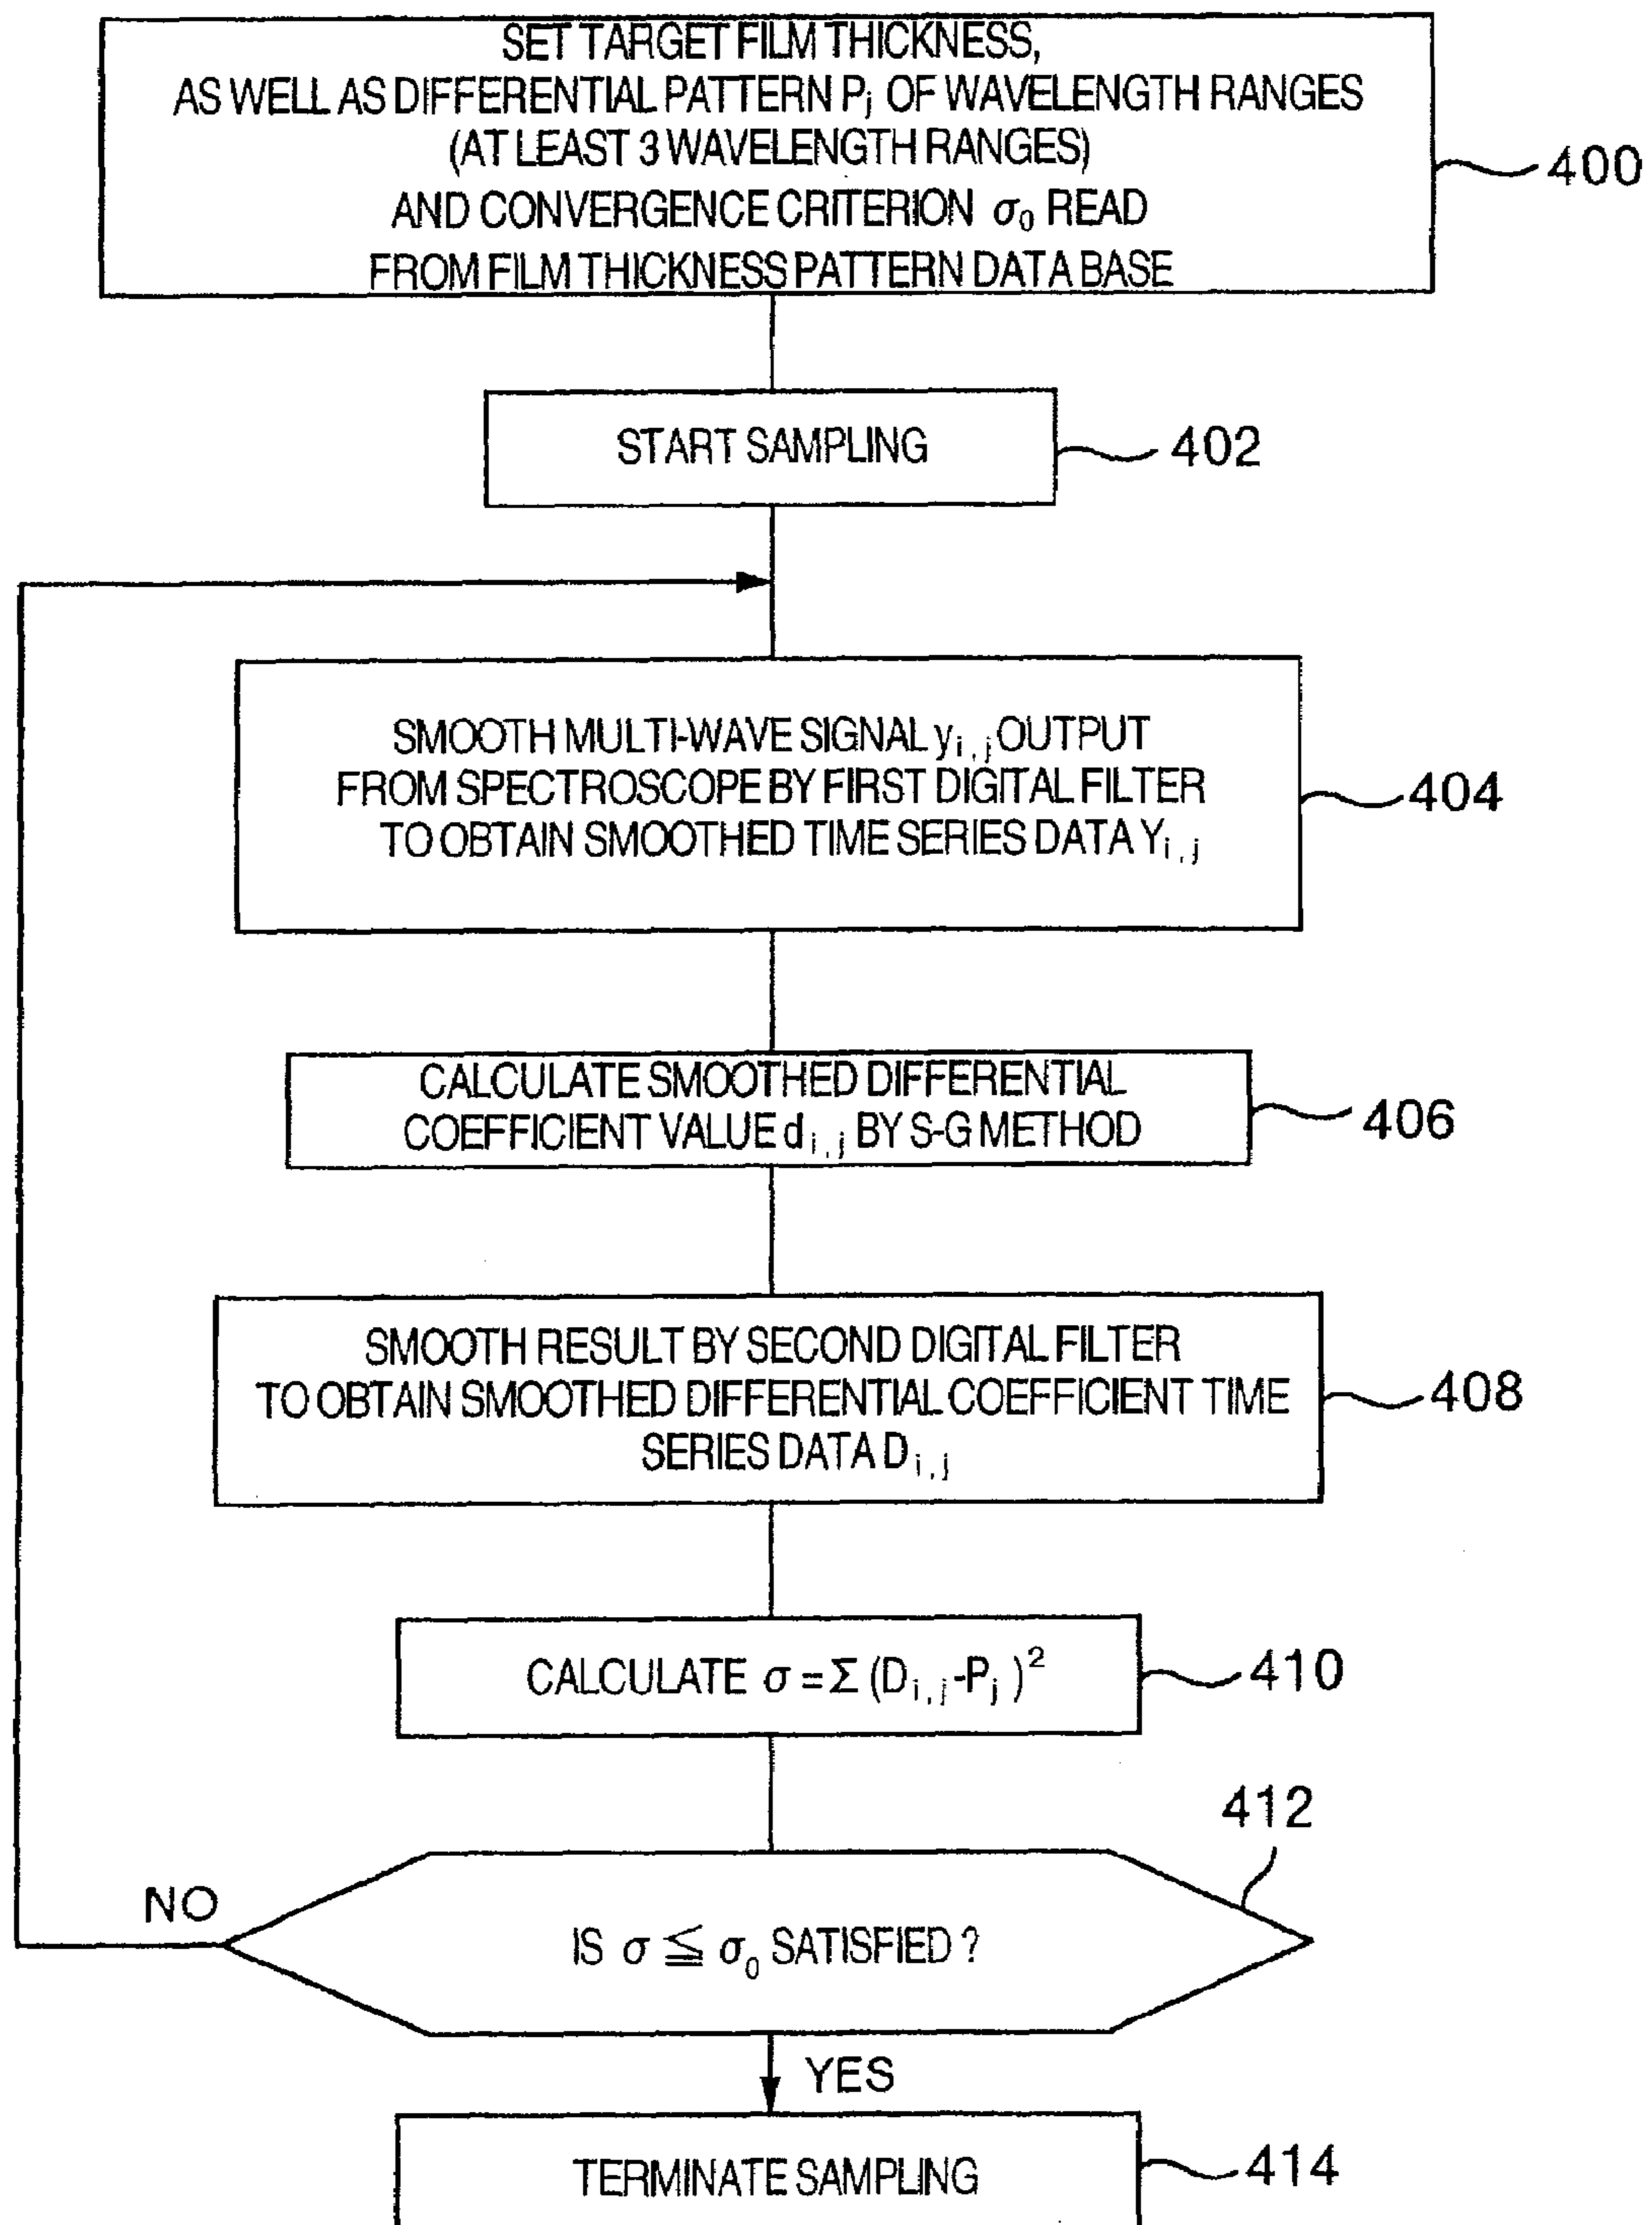 SET TARGET FILM THICKNESS,
AS WELL AS DIFFERENTIAL PATTERN Pj OF WAVELENGTH RANGES
(AT LEAST 3 WAVELENGTH RANGES)
AND CONVERGENCE CRITERION σ0 READ
FROM FILM THICKNESS PATTERN DATA BASE
400
START SAMPLING
402
SMOOTH MULTI-WAVE SIGNAL yi,j OUTPUT
FROM SPECTROSCOPE BY FIRST DIGITAL FILTER
TO OBTAIN SMOOTHED TIME SERIES DATA Yi,j
404
CALCULATE SMOOTHED DIFFERENTIAL
COEFFICIENT VALUE di,j BY S-G METHOD
406
SMOOTH RESULT BY SECOND DIGITAL FILTER
TO OBTAIN SMOOTHED DIFFERENTIAL COEFFICIENT TIME
SERIES DATA Di,j
408
CALCULATE σ=Σ(Di,j-Pj)²
410
412
NO
IS σ ≦ σ0 SATISFIED ?
YES
TERMINATE SAMPLING
414